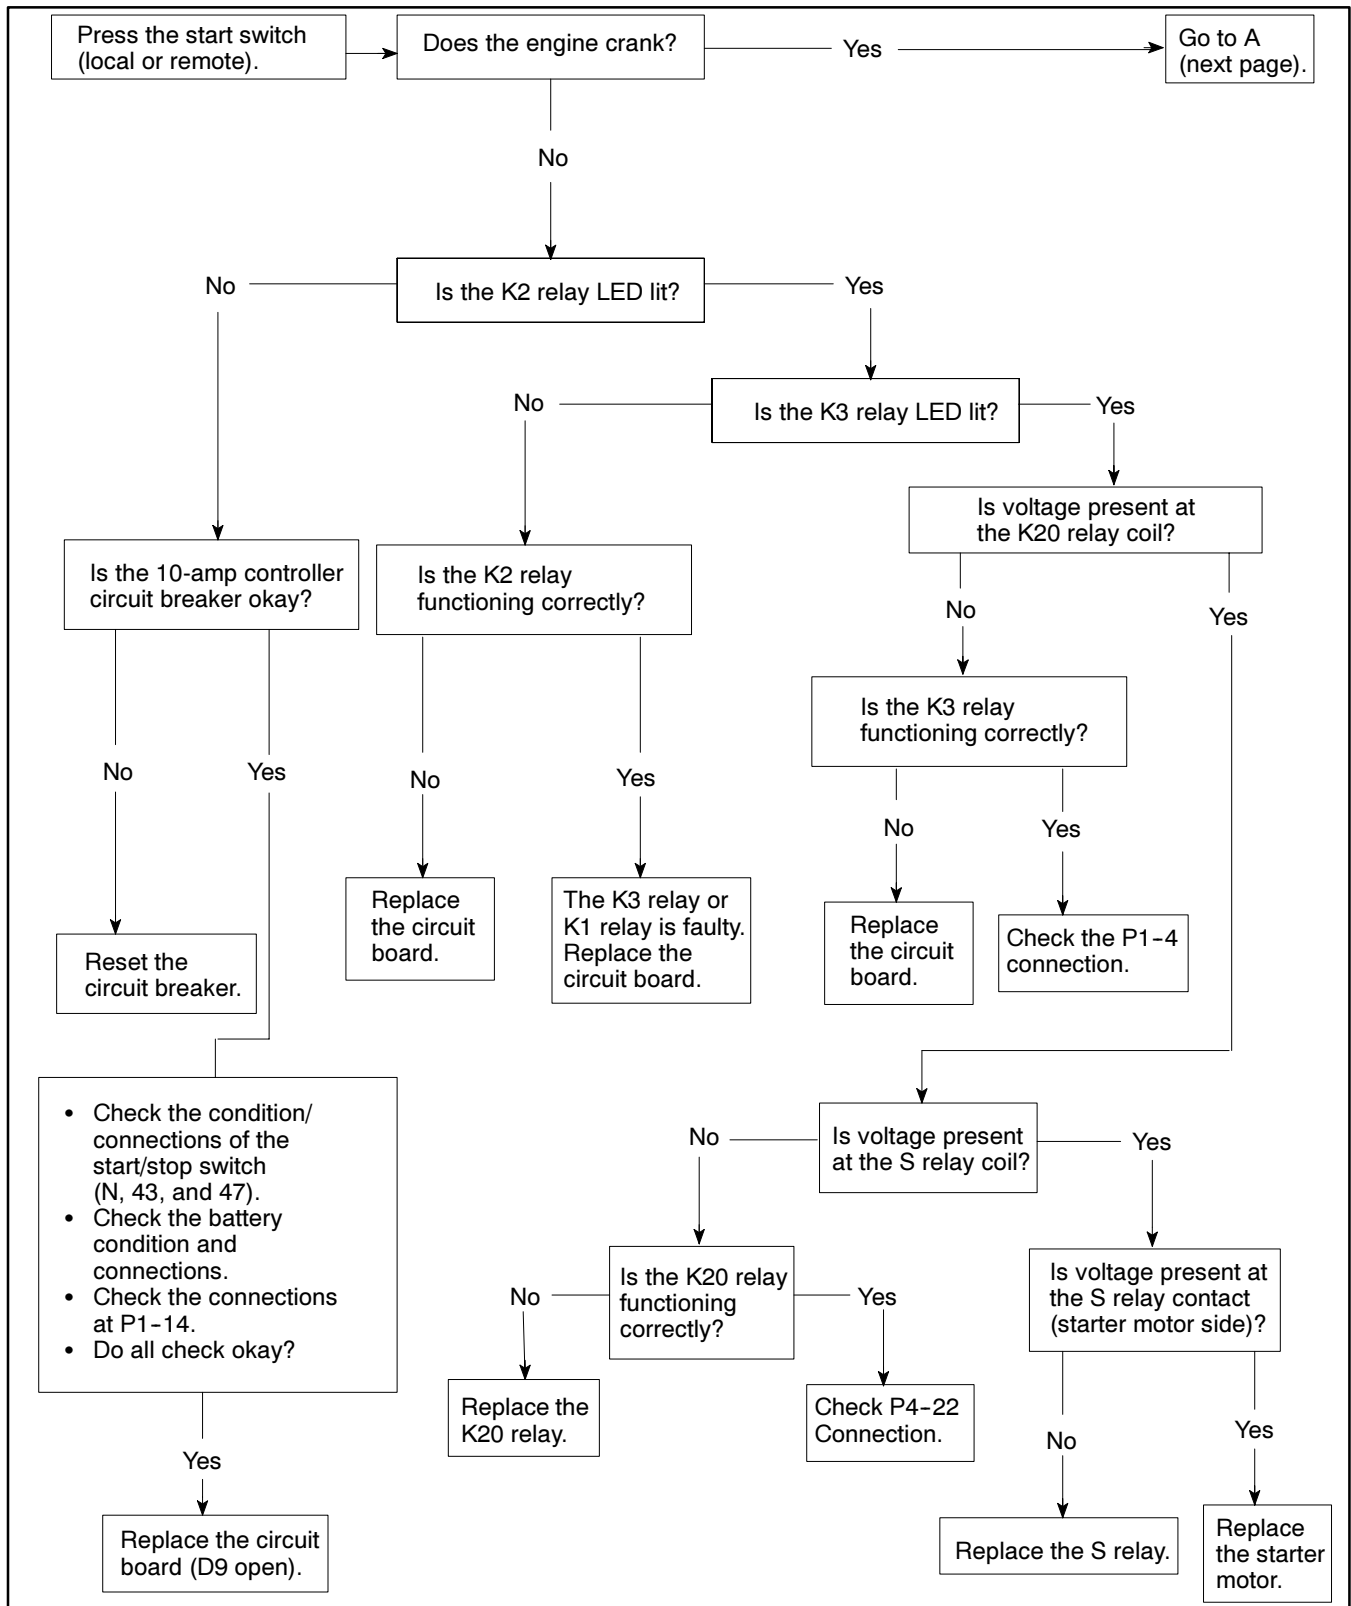 Press the start switch
(local or remote).
Does the engine crank?
Yes
Go to A
(next page).
No
No
Is the K2 relay LED lit?
Yes
No
Is the K3 relay LED lit?
Yes
Is voltage present at
the K20 relay coil?
Is the 10-amp controller
circuit breaker okay?
Is the K2 relay
functioning correctly?
No
Yes
Is the K3 relay
functioning correctly?
No
Yes
No
Yes
No
Yes
Replace
the circuit
board.
The K3 relay or
K1 relay is faulty.
Replace the
circuit board.
Replace
the circuit
board.
Check the P1-4
connection.
Reset the
circuit breaker.
• Check the condition/
connections of the
start/stop switch
(N, 43, and 47).
• Check the battery
condition and
connections.
• Check the connections
at P1-14.
• Do all check okay?
No
Is voltage present
at the S relay coil?
Yes
No
Is the K20 relay
functioning
correctly?
Yes
Is voltage present at
the S relay contact
(starter motor side)?
Replace the
K20 relay.
Check P4-22
Connection.
Yes
No
Yes
Replace the circuit
board (D9 open).
Replace the S relay.
Replace
the starter
motor.